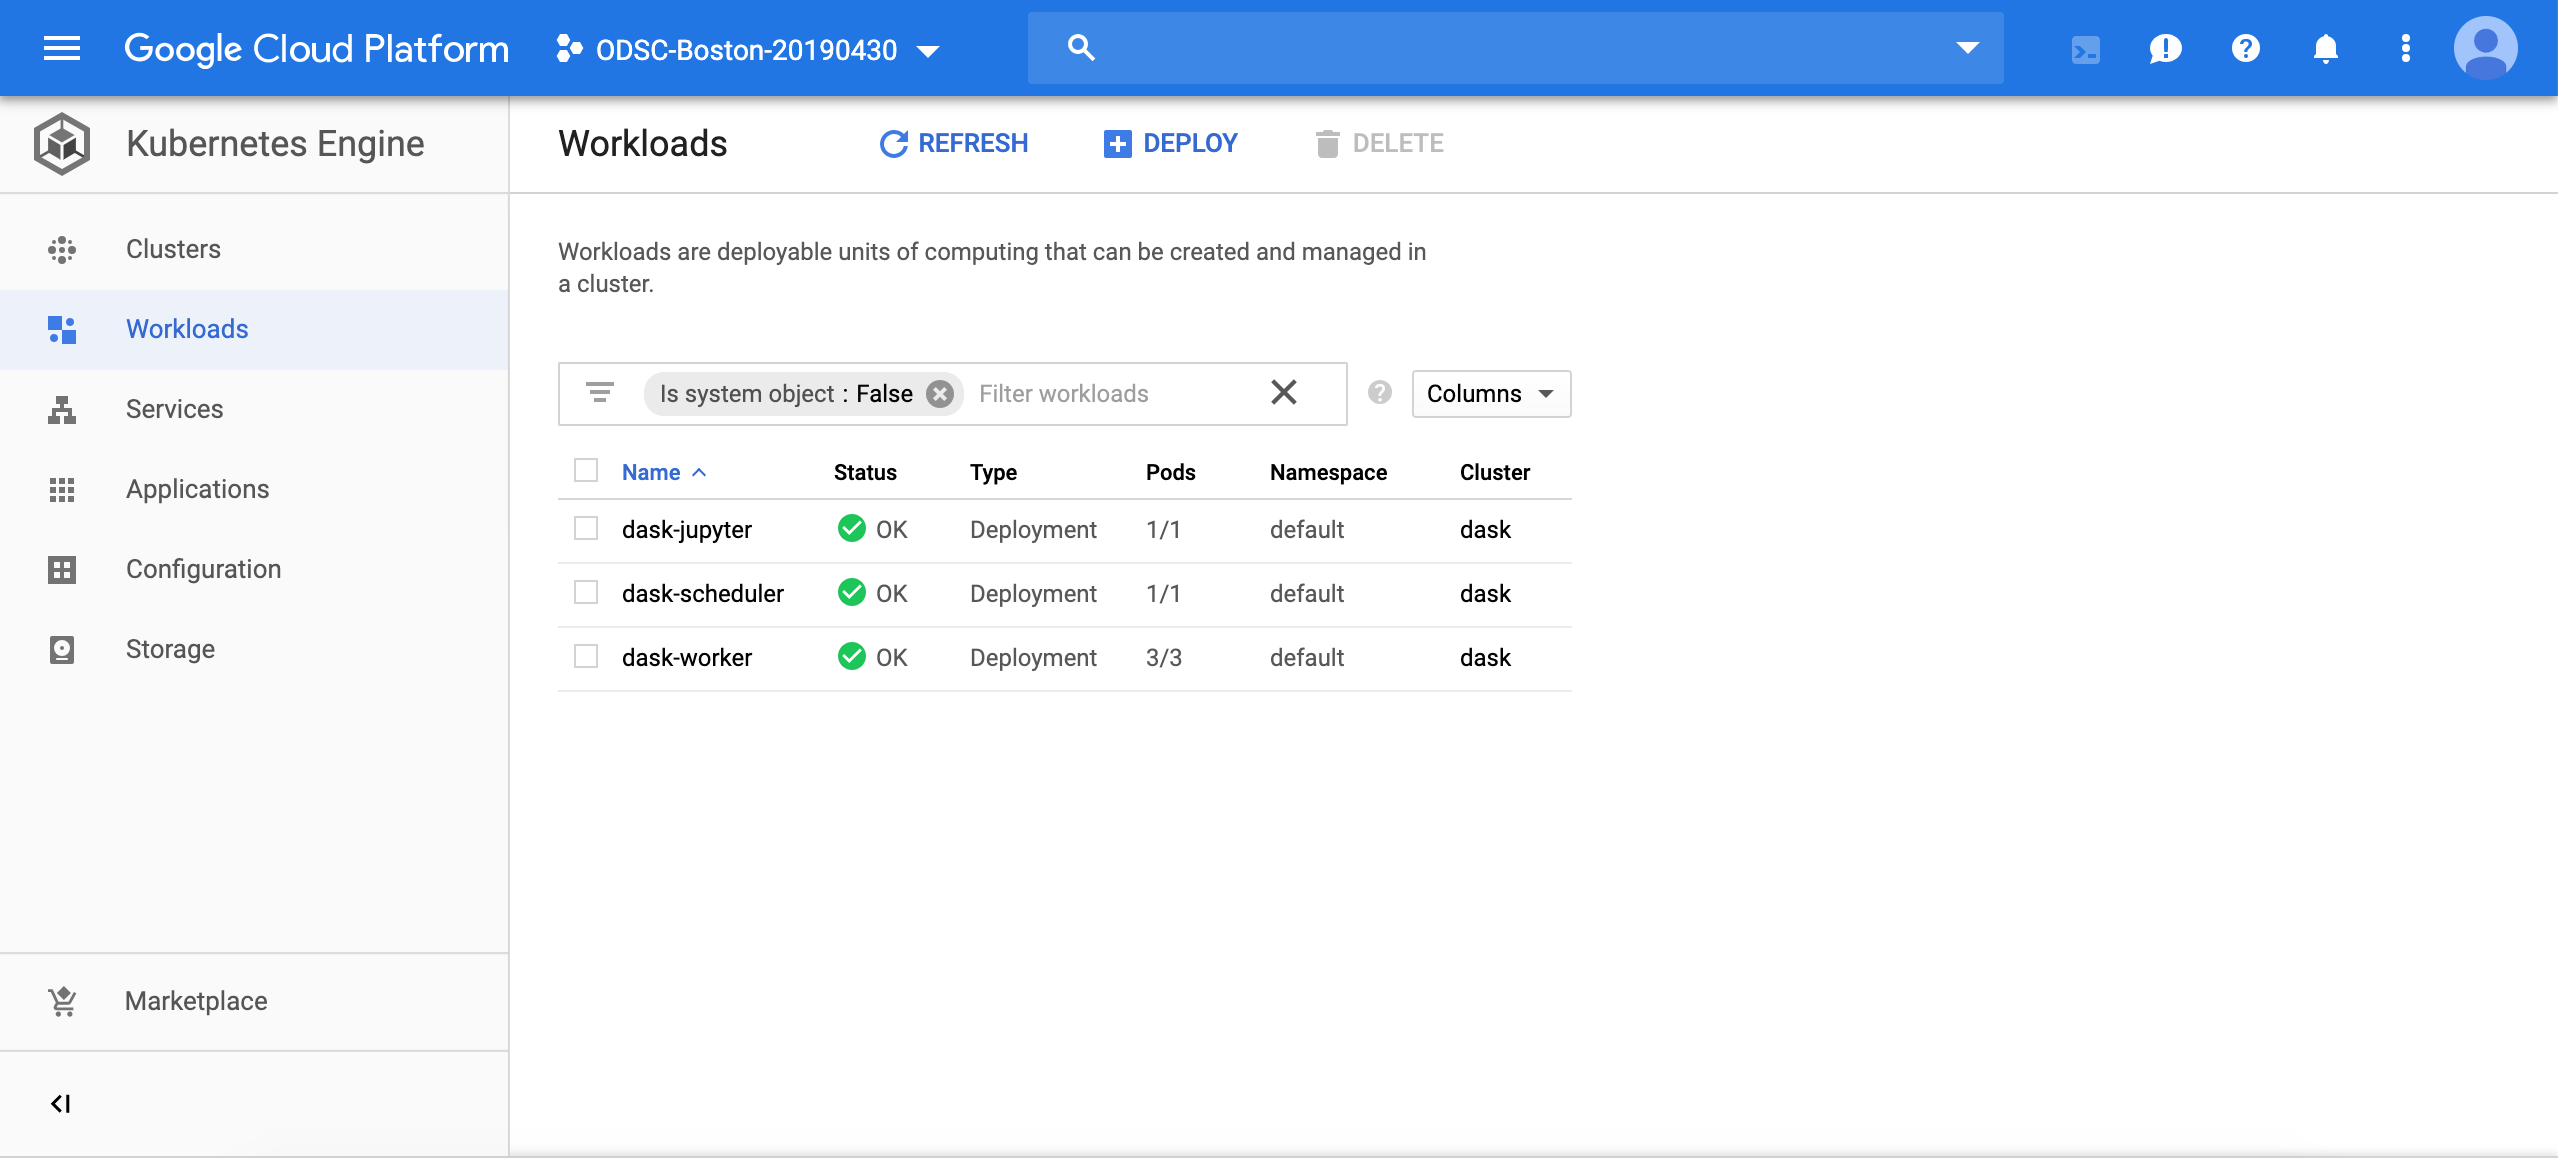 Google Cloud Platform
ODSC-Boston-20190430
Kubernetes Engine
Workloads
REFRESH
DEPLOY
DELETE
Clusters
Workloads
Services
Applications
Configuration
Storage
Marketplace
Workloads are deployable units of computing that can be created and managed in
a cluster.
Is system object : False Filter workloads
Columns
Name Status Type Pods Namespace Cluster
dask-jupyter OK Deployment 1/1 default dask
dask-scheduler OK Deployment 1/1 default dask
dask-worker OK Deployment 3/3 default dask